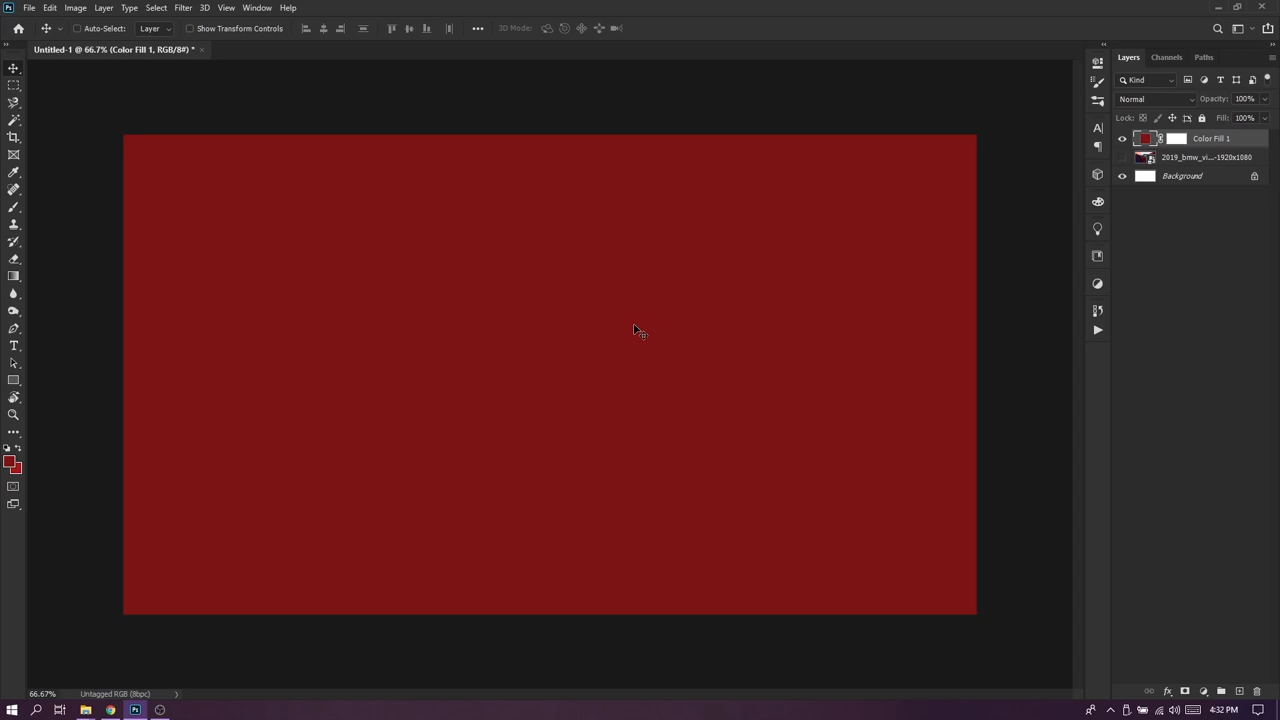 Ps File Edit Image Layer Type Select Filter 3D View Window Help
Auto-Select: Layer Show Transform Controls 3D Mode:
Untitled-1 @ 66.7% (Color Fill 1, RGB/8#) * ×
Layers Channels Paths
Kind
Normal Opacity: 100%
Lock: Fill: 100%
Color Fill 1
2019_bmw_vi...-1920x1080
Background
66.67% Untagged RGB (8bpc)
Ps 4:32 PM